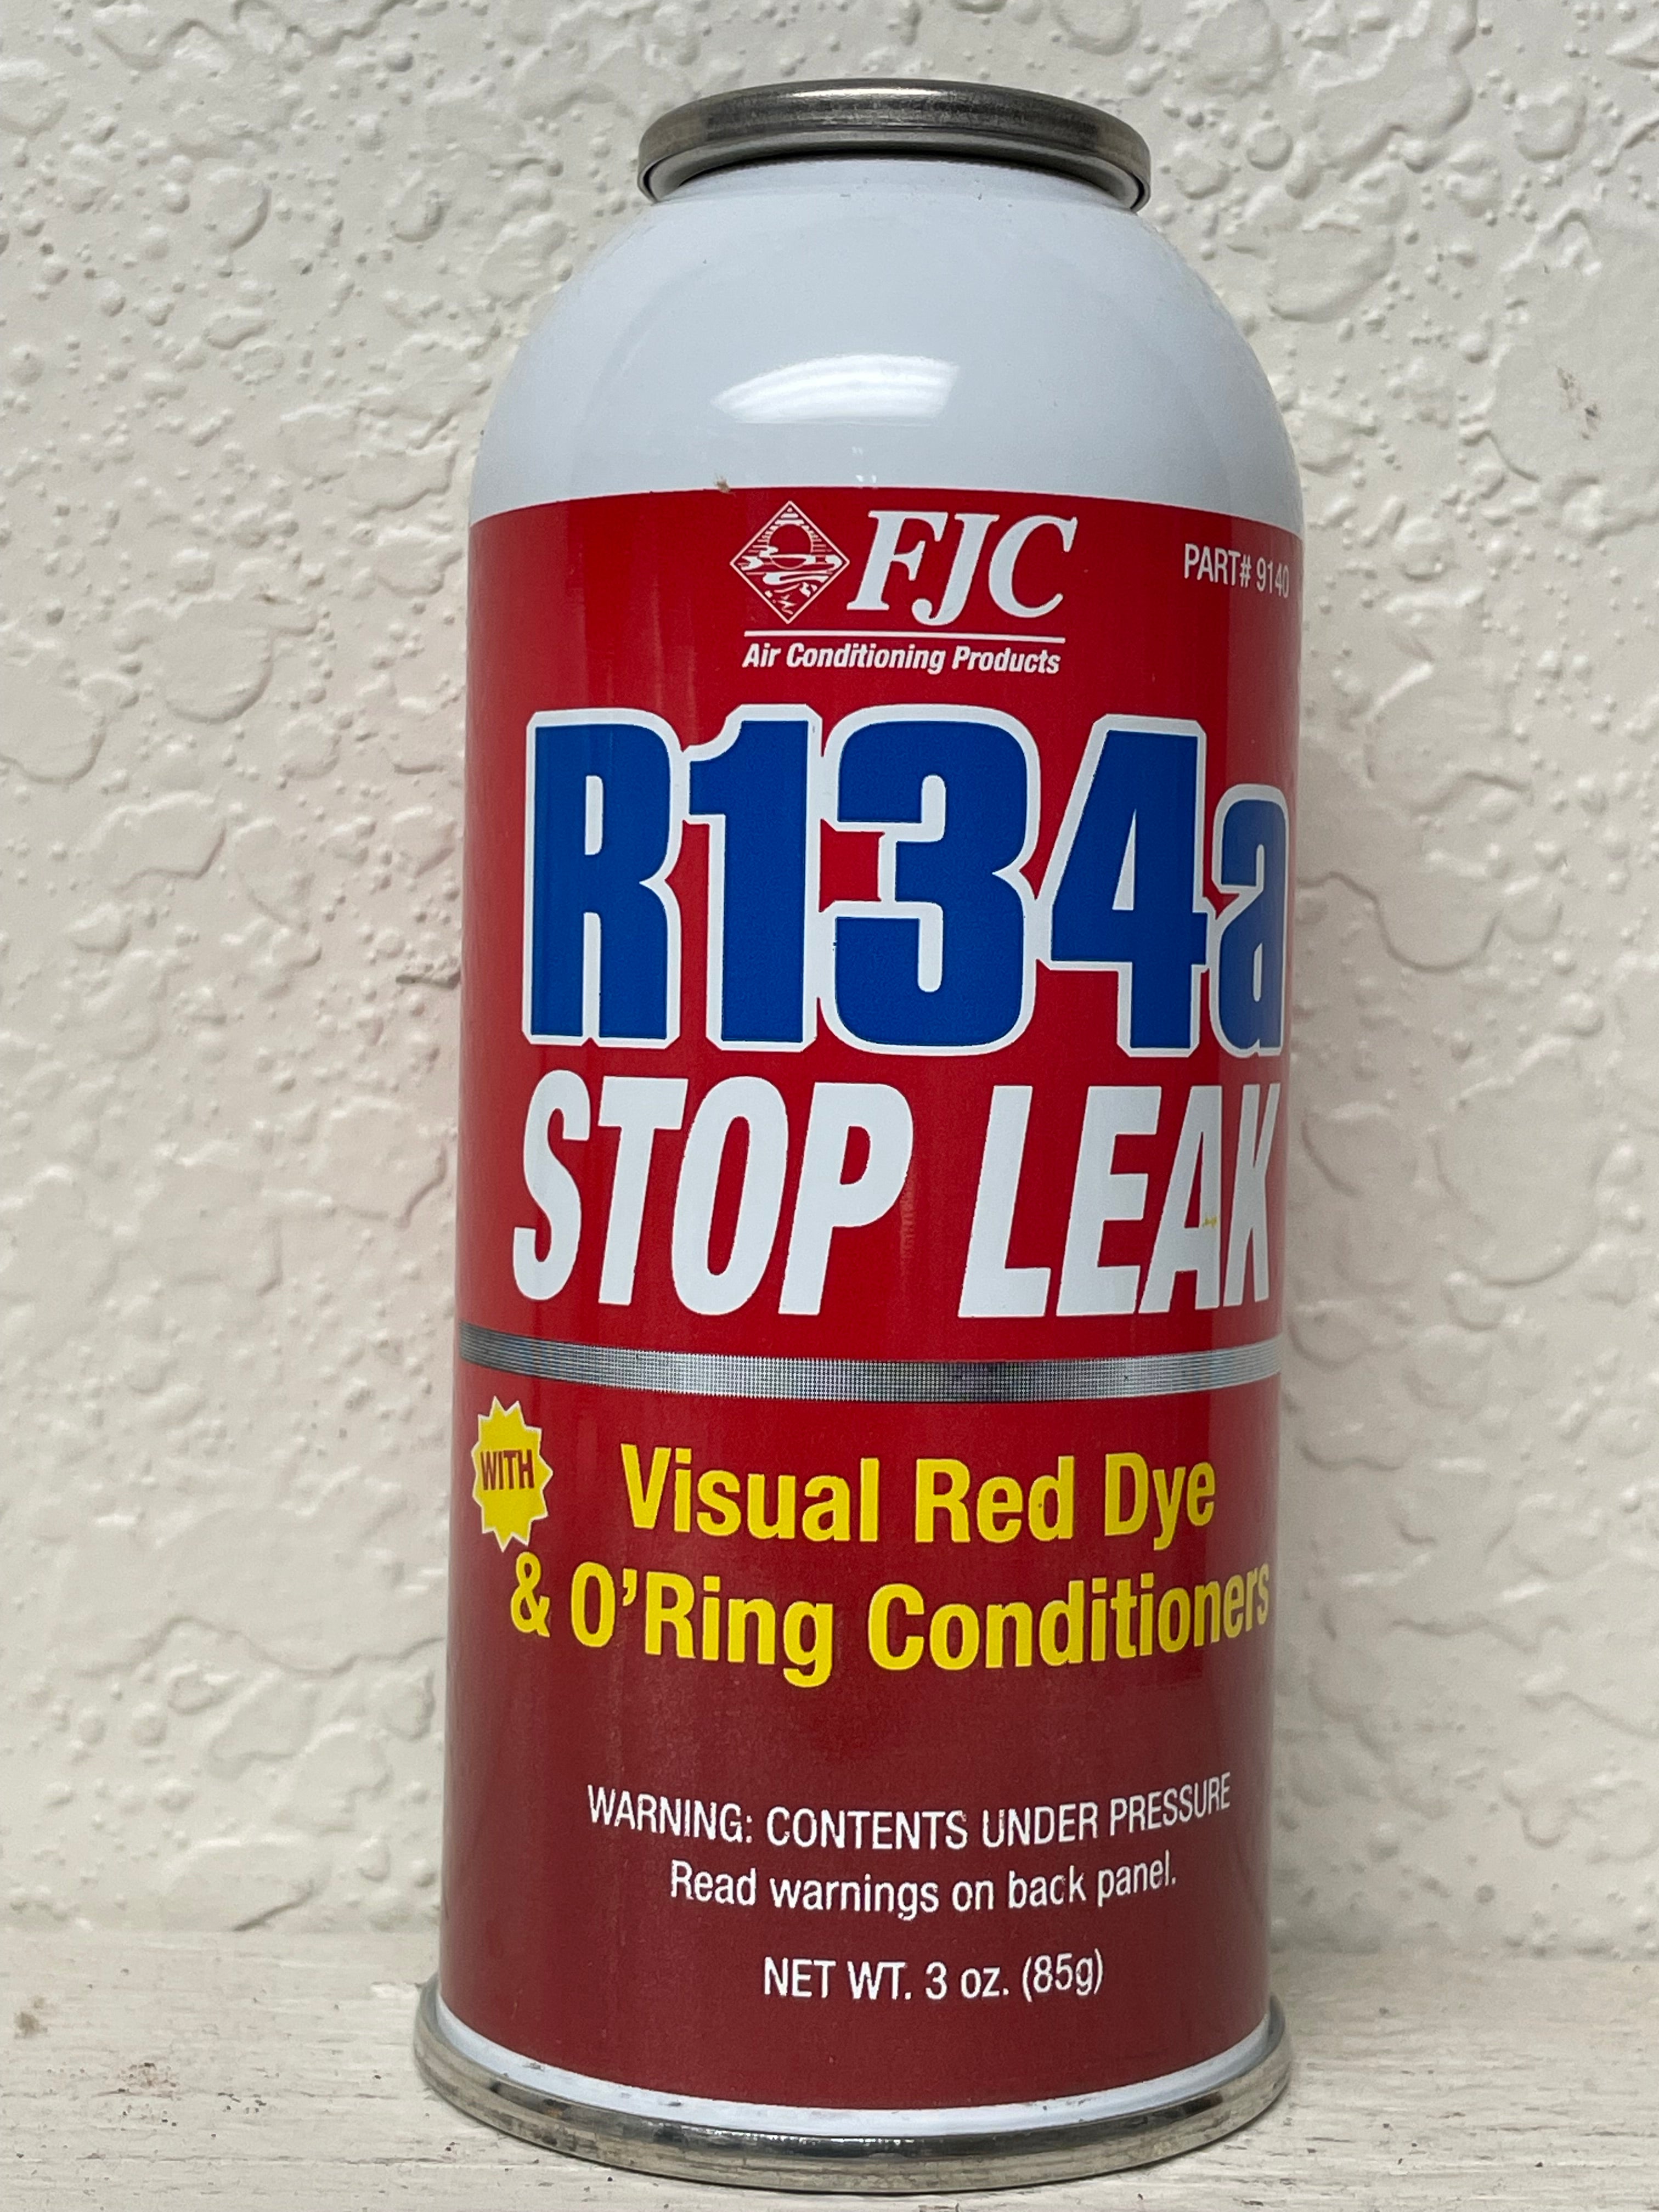 FJC
PART# 9140
Air Conditioning Products
R134a
STOP LEAK
WITH
Visual Red Dye
& O'Ring Conditioners
WARNING: CONTENTS UNDER PRESSURE
Read warnings on back panel.
NET WT. 3 oz. (85g)